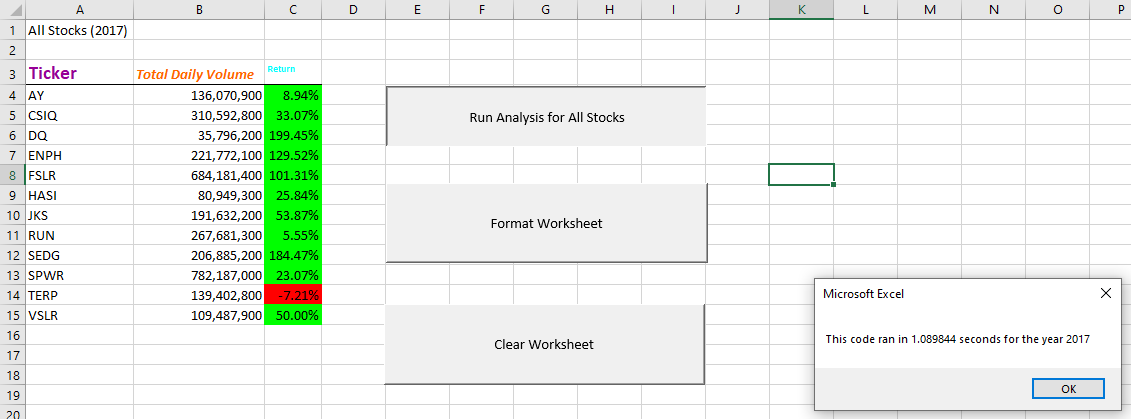 A B C D E F G H I J K L M N O P
1 All Stocks (2017)
2
3 Ticker Total Daily Volume Return
4 AY 136,070,900 8.94%
5 CSIQ 310,592,800 33.07%
6 DQ 35,796,200 199.45%
7 ENPH 221,772,100 129.52%
8 FSLR 684,181,400 101.31%
9 HASI 80,949,300 25.84%
10 JKS 191,632,200 53.87%
11 RUN 267,681,300 5.55%
12 SEDG 206,885,200 184.47%
13 SPWR 782,187,000 23.07%
14 TERP 139,402,800 -7.21%
15 VSLR 109,487,900 50.00%
16
17
18
19
20
Run Analysis for All Stocks
Format Worksheet
Clear Worksheet
Microsoft Excel
This code ran in 1.089844 seconds for the year 2017
OK